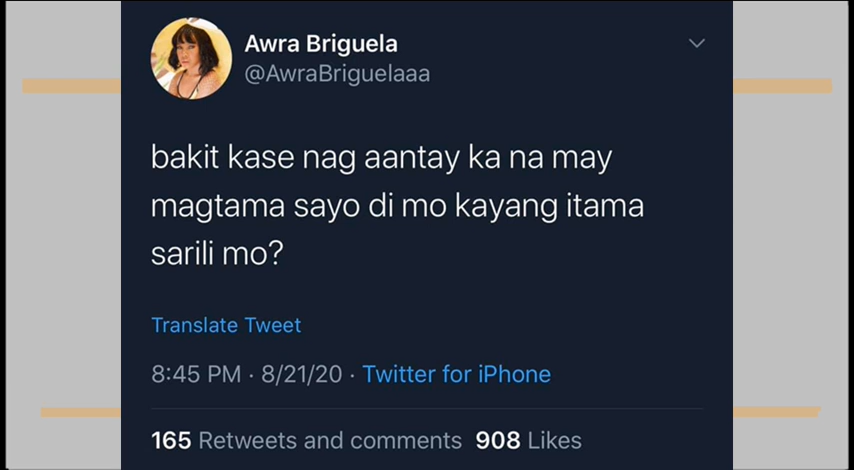 Awra Briguela
@AwraBriguelaaa
bakit kase nag aantay ka na may
magtama sayo di mo kayang itama
sarili mo?
Translate Tweet
8:45 PM · 8/21/20 · Twitter for iPhone
165 Retweets and comments 908 Likes